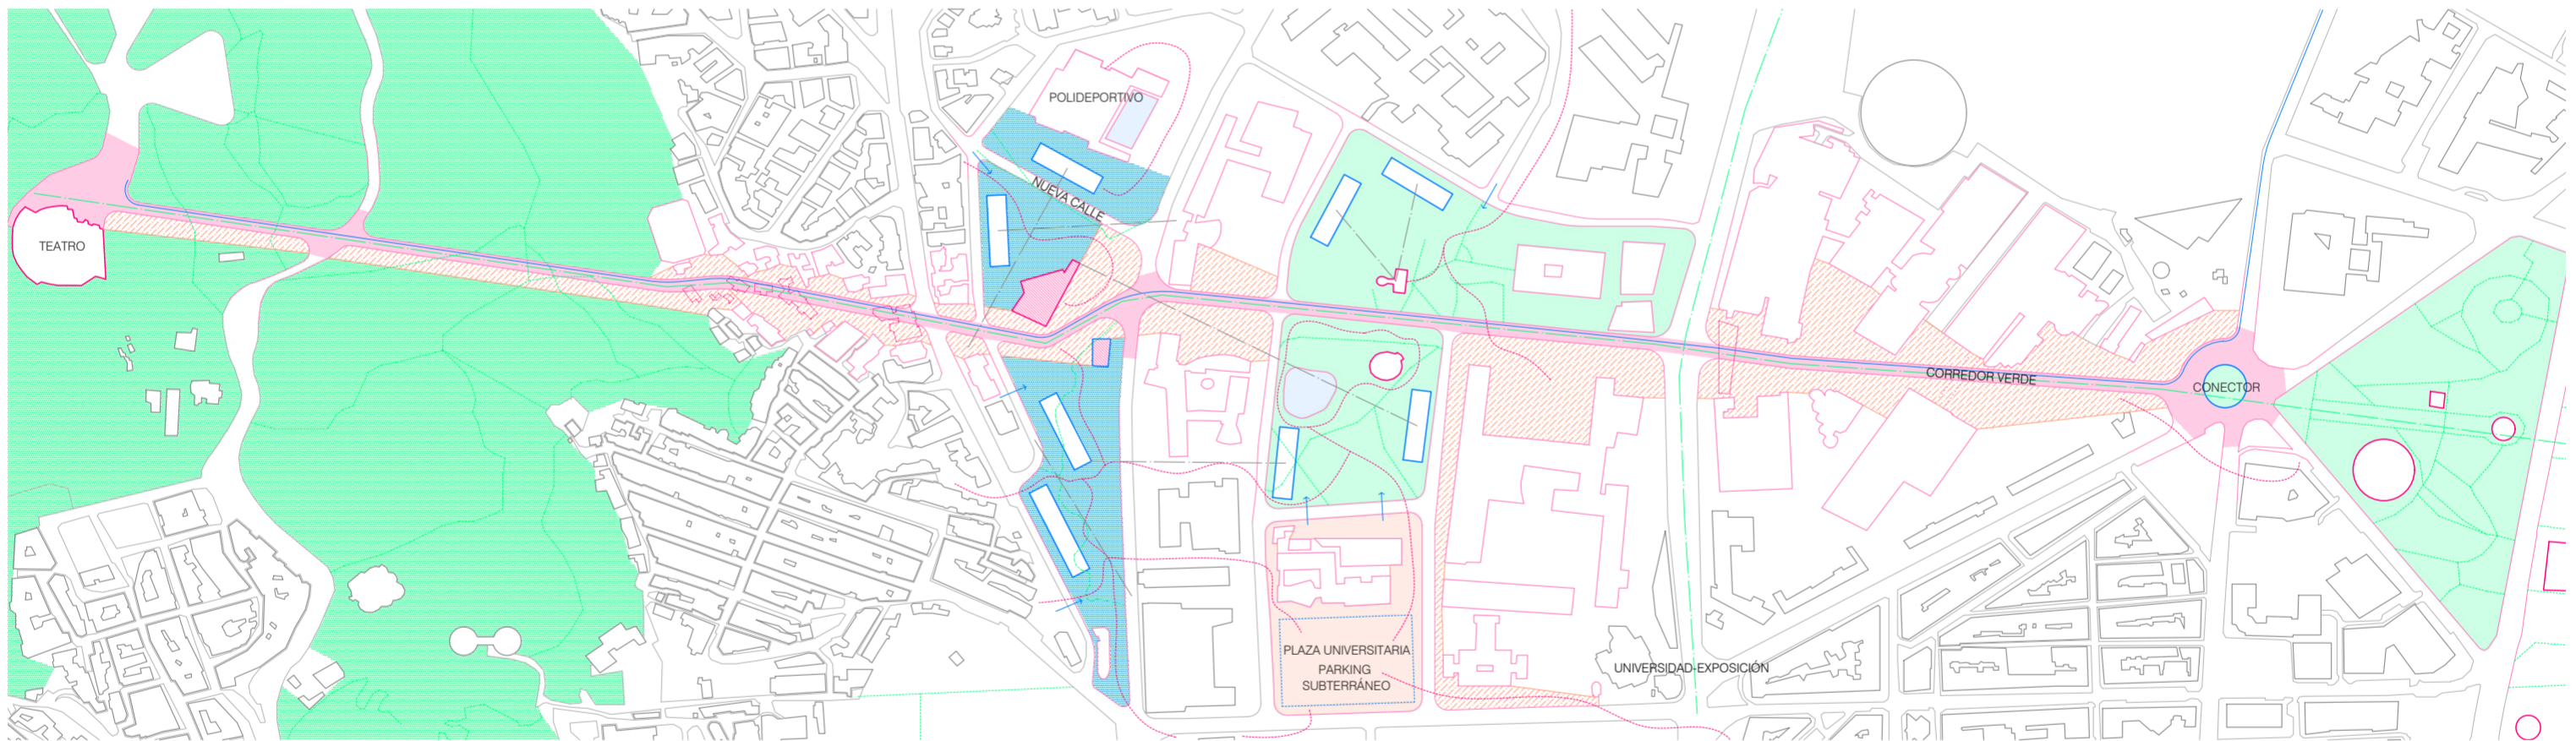 POLIDEPORTIVO
NUEVA CALLE
TEATRO
CORREDOR VERDE
CONECTOR
PLAZA UNIVERSITARIA
PARKING
SUBTERRÁNEO
UNIVERSIDAD-EXPOSICIÓN